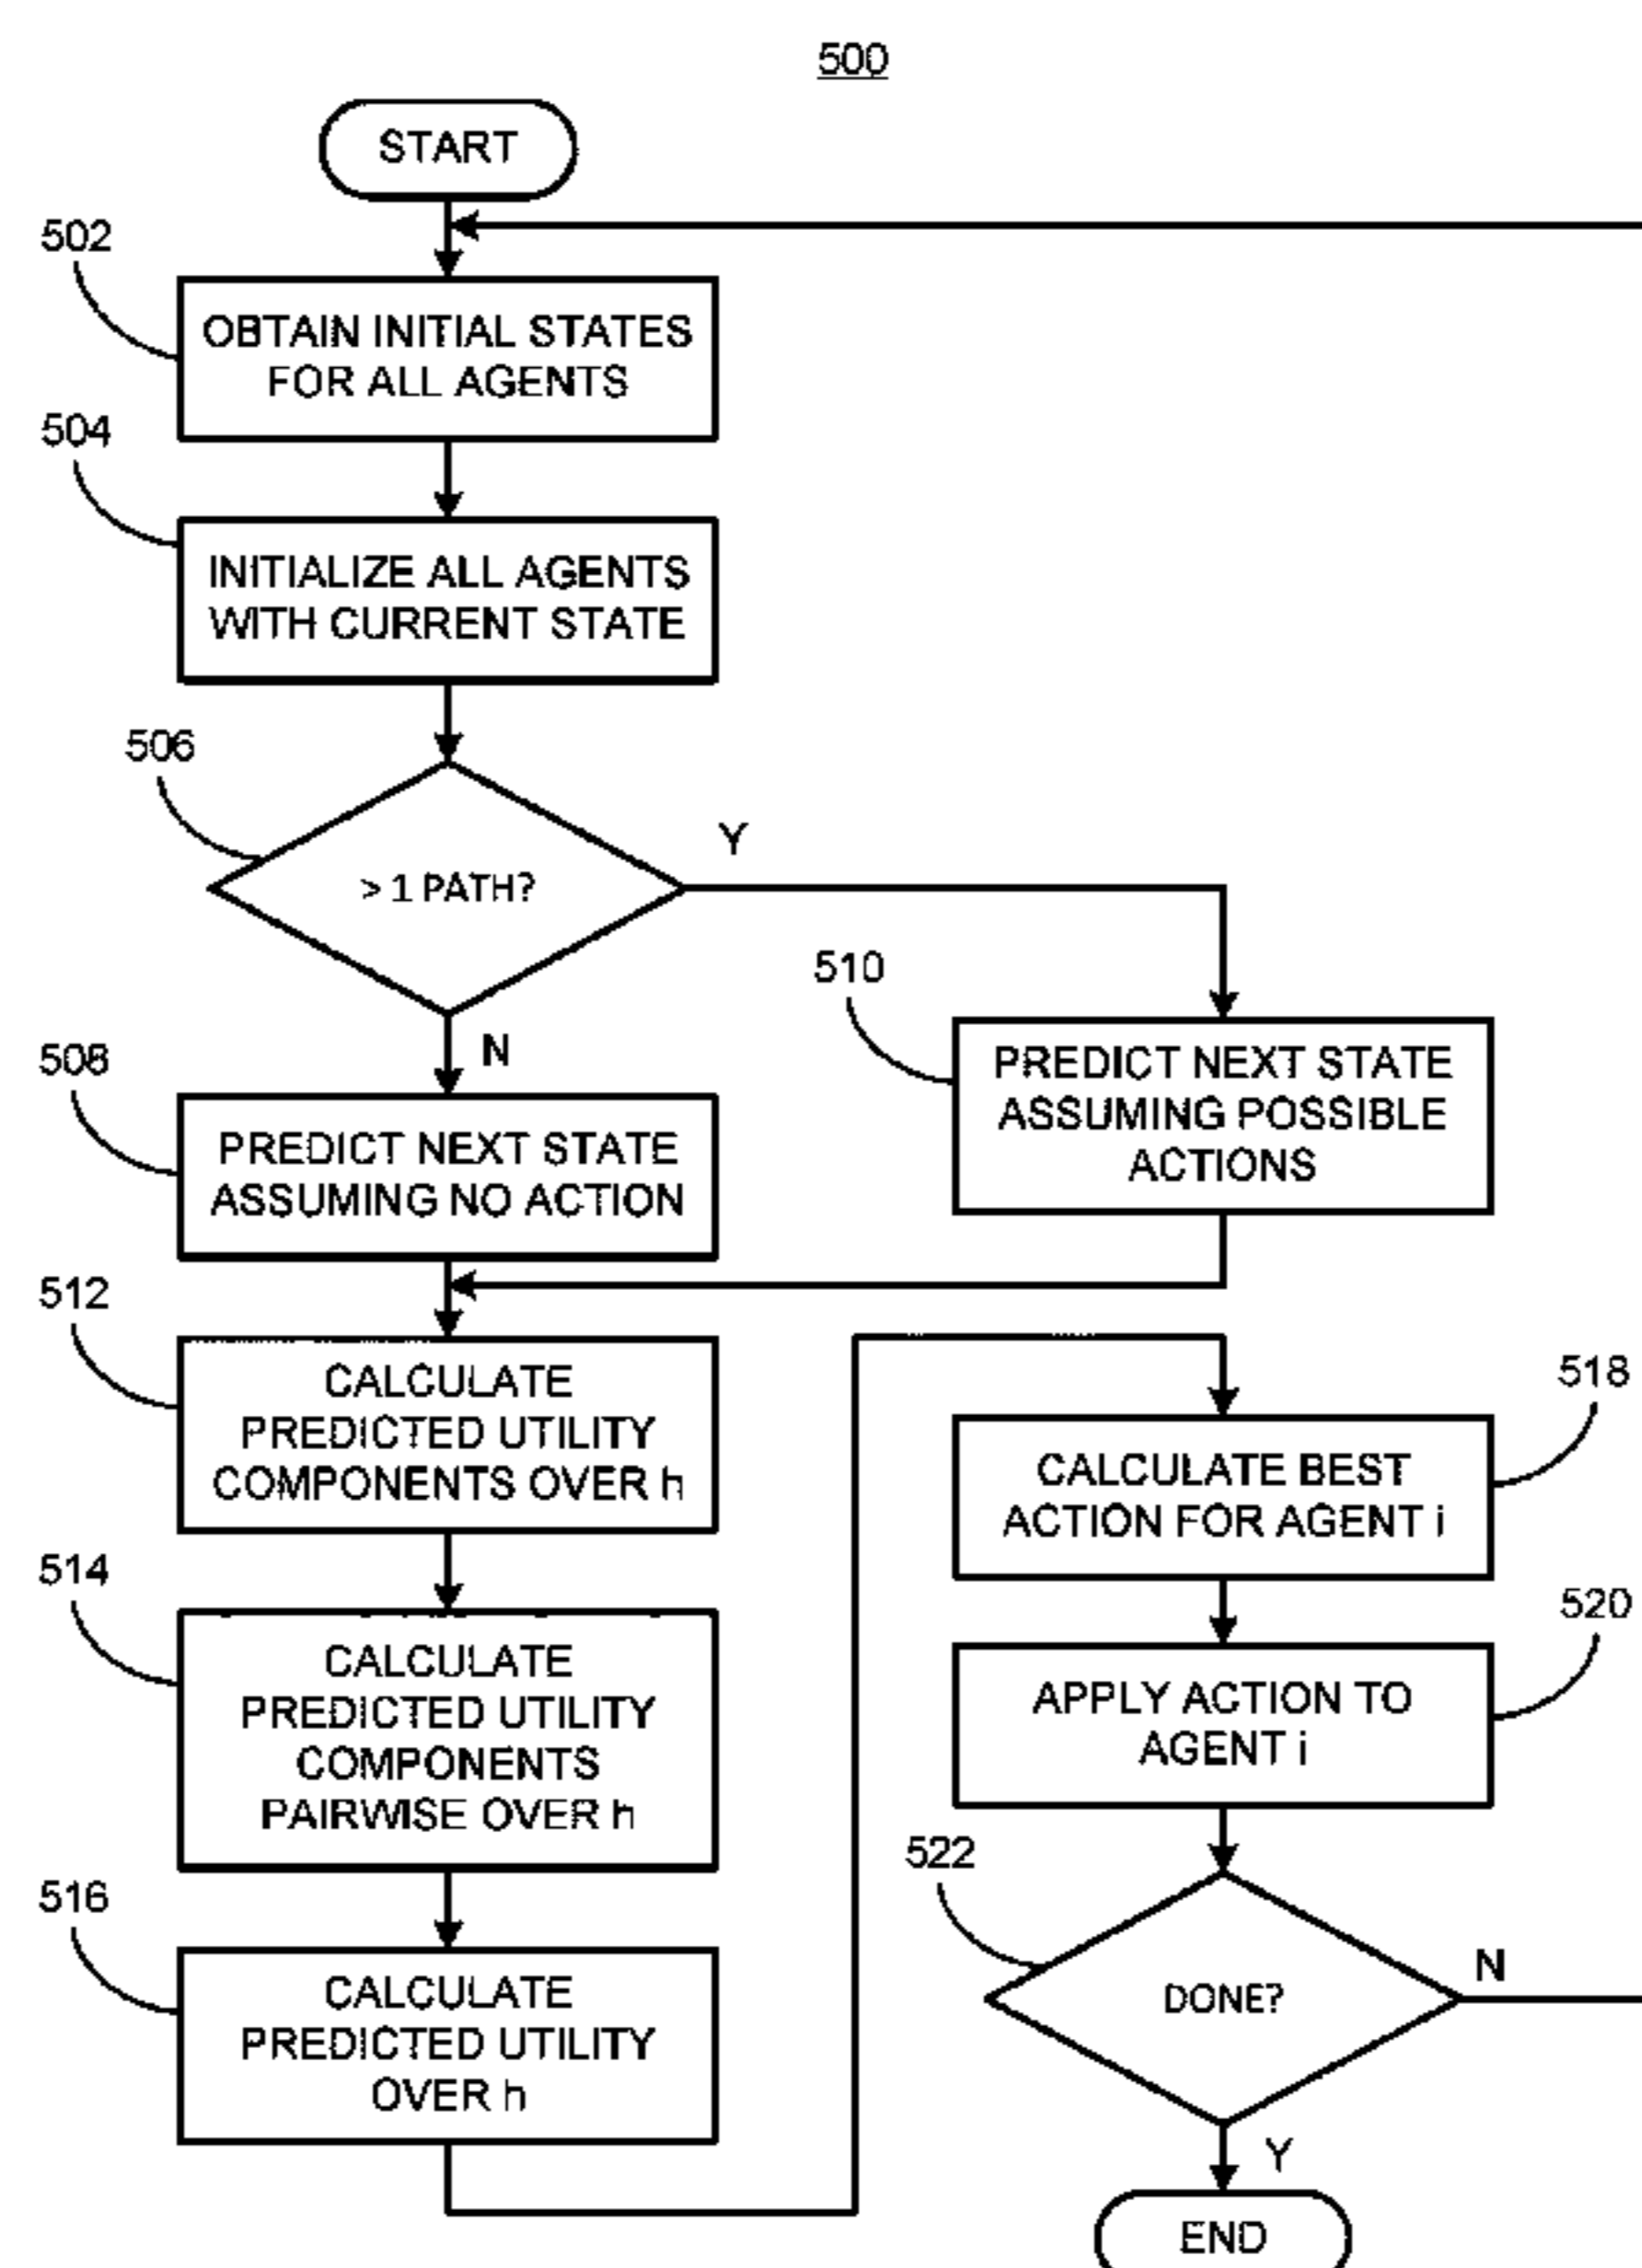 500
START
502
OBTAIN INITIAL STATES
FOR ALL AGENTS
504
INITIALIZE ALL AGENTS
WITH CURRENT STATE
506
> 1 PATH?
Y
N
508
PREDICT NEXT STATE
ASSUMING NO ACTION
510
PREDICT NEXT STATE
ASSUMING POSSIBLE
ACTIONS
512
CALCULATE
PREDICTED UTILITY
COMPONENTS OVER h
514
CALCULATE
PREDICTED UTILITY
COMPONENTS
PAIRWISE OVER h
516
CALCULATE
PREDICTED UTILITY
OVER h
518
CALCULATE BEST
ACTION FOR AGENT i
520
APPLY ACTION TO
AGENT i
522
DONE?
N
Y
END